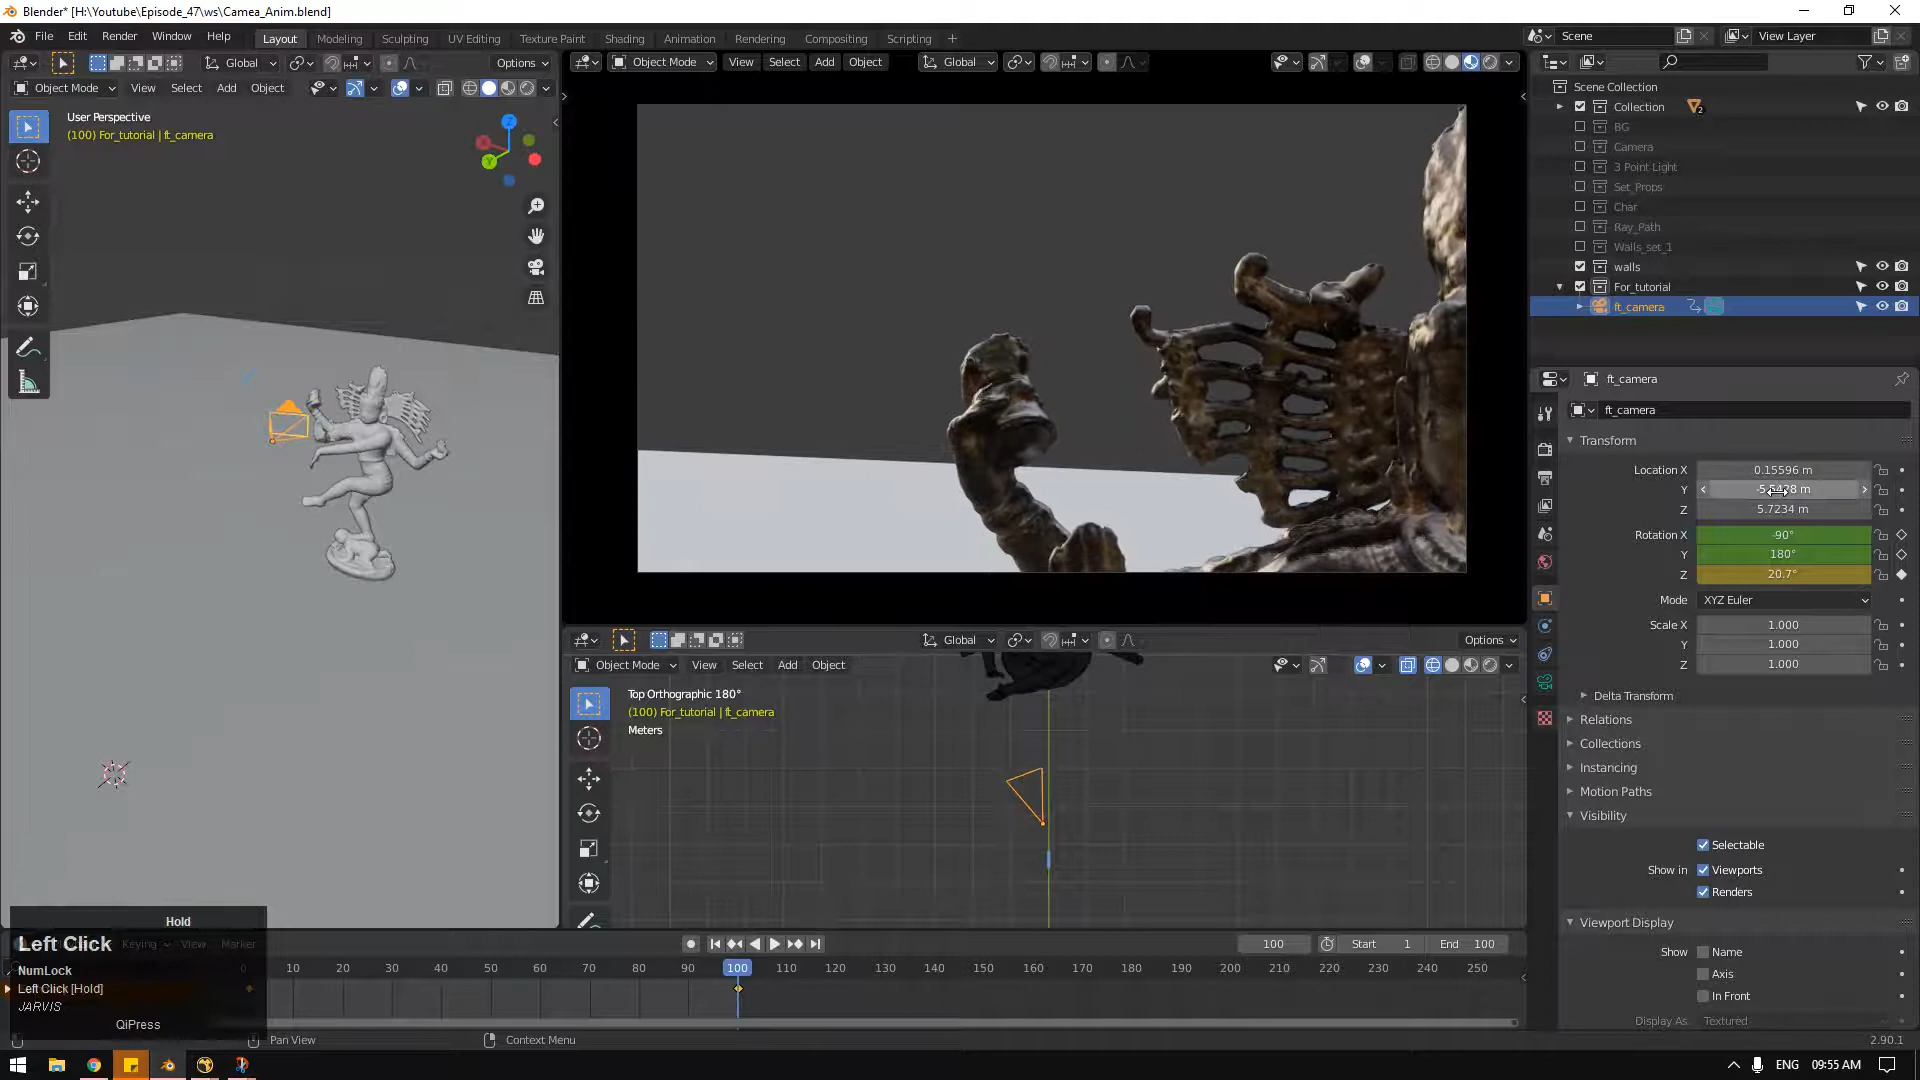 Blender* [H:\Youtube\Episode_47\ws\Camea_Anim.blend]
File Edit Render Window Help
Layout Modeling Sculpting UV Editing Texture Paint Shading Animation Rendering Compositing Scripting
Scene
View Layer
Global
Options
Object Mode View Select Add Object
User Perspective
(100) For_tutorial | ft_camera
Z
Y
Object Mode View Select Add Object
Global
Global
Options
Object Mode View Select Add Object
Top Orthographic 180°
(100) For_tutorial | ft_camera
Meters
Scene Collection
Collection 2
BG
Camera
3 Point Light
Set_Props
Char
Ray_Path
Walls_set_1
walls
For_tutorial
ft_camera
ft_camera
ft_camera
Transform
Location X 0.15596 m
Y
Z 5.7234 m
Rotation X -90°
Y 180°
Z 20.7°
Mode XYZ Euler
Scale X 1.000
Y 1.000
Z 1.000
Delta Transform
Relations
Collections
Instancing
Motion Paths
Visibility
Selectable
Show in Viewports
Renders
Viewport Display
Show Name
Axis
In Front
Display As Textured
Hold
Left Click
Keying View Marker
NumLock
Left Click [Hold]
JARVIS
QiPress
100 Start 1 End 100
0 10 20 30 40 50 60 70 80 90 100 110 120 130 140 150 160 170 180 190 200 210 220 230 240 250
Pan View
Context Menu
2.90.1
ENG 09:55 AM